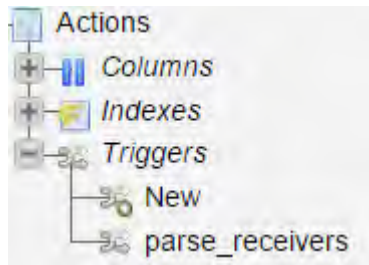 Actions
Columns
Indexes
Triggers
New
parse_receivers